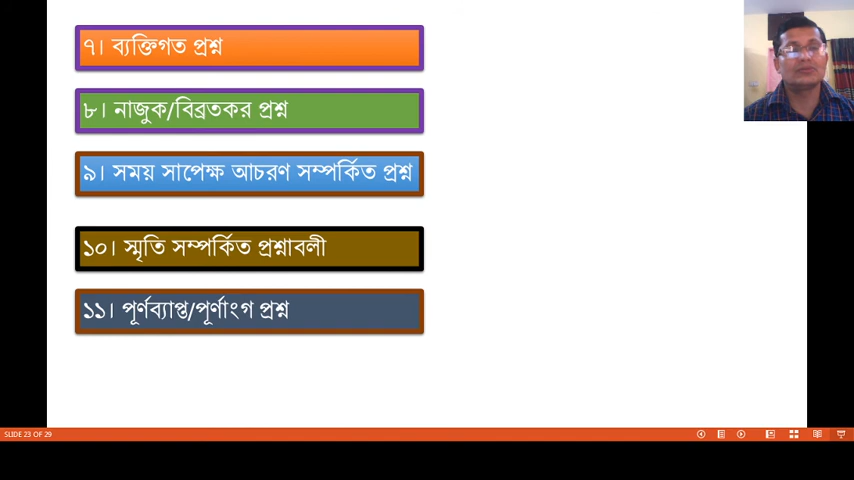 ৭। ব্যক্তিগত প্রশ্ন
৮। নাজুক/বিব্রতকর প্রশ্ন
৯। সময় সাপেক্ষ আচরণ সম্পর্কিত প্রশ্ন
১০। স্মৃতি সম্পর্কিত প্রশ্নাবলী
১১। পূর্ণব্যাপ্ত/পূর্ণাংগ প্রশ্ন
SLIDE 23 OF 29